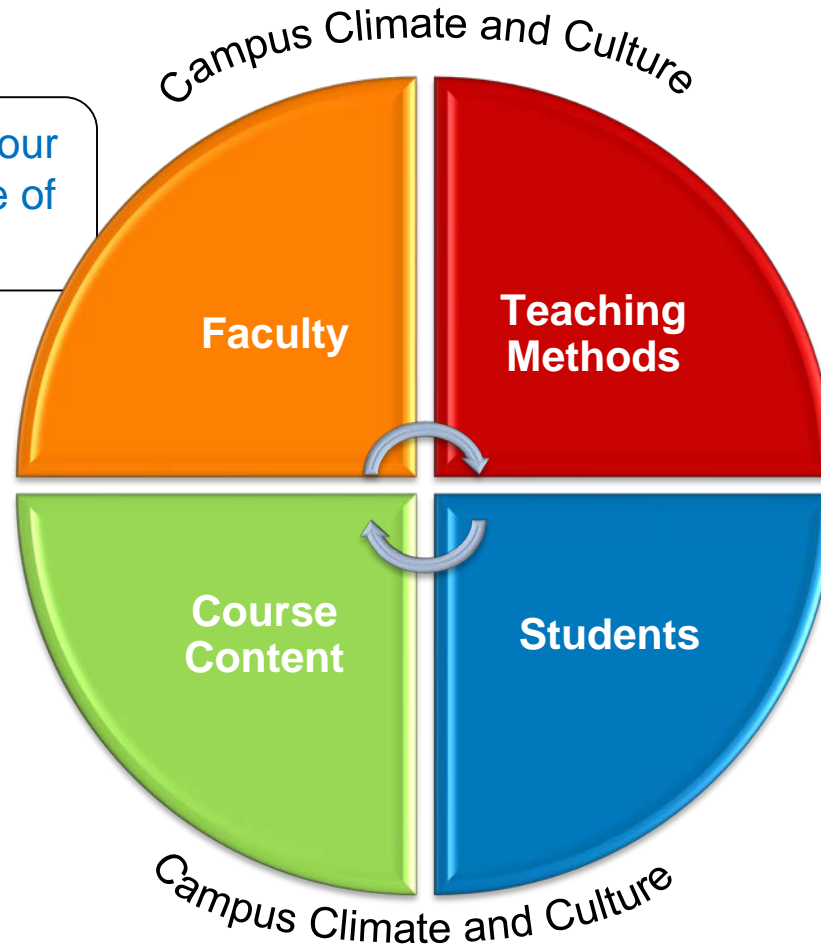 Campus Climate and Culture
our
e of
Faculty
Teaching
Methods
Course
Content
Students
Campus Climate and Culture